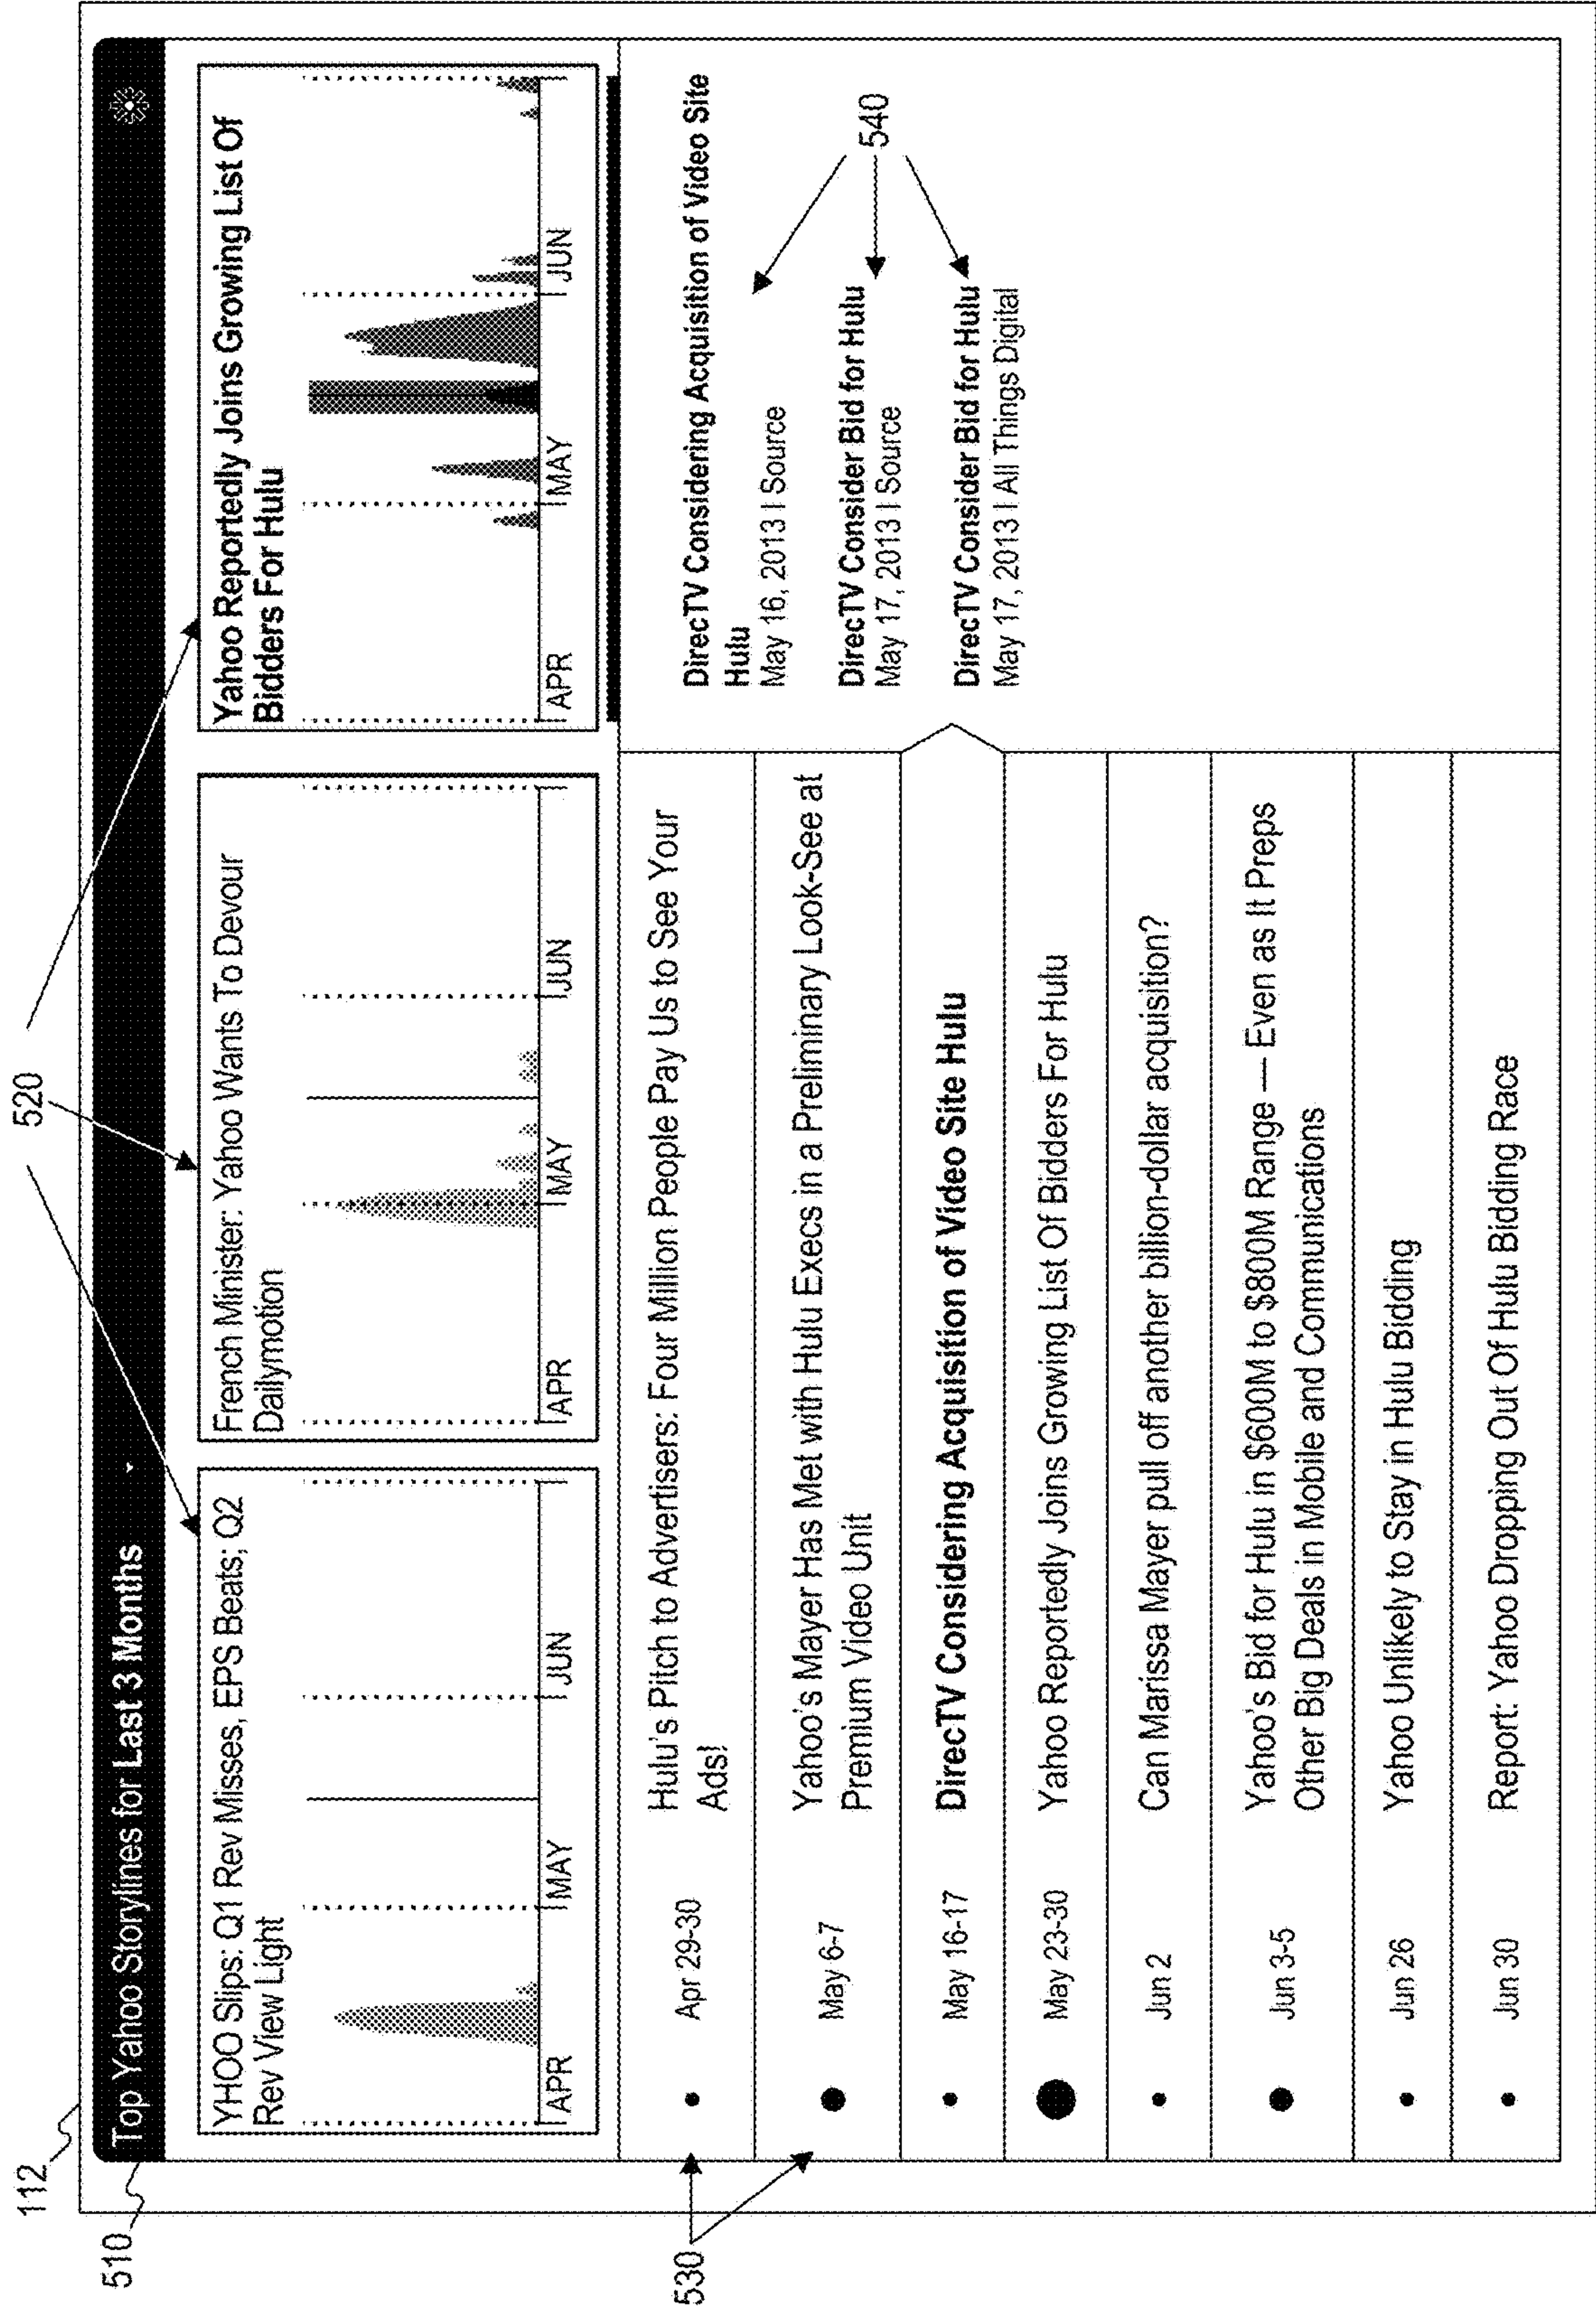 112
510
520
Top Yahoo Storylines for Last 3 Months
YHOO Slips: Q1 Rev Misses, EPS Beats; Q2
Rev View Light
APR MAY JUN
French Minister: Yahoo Wants To Devour
Dailymotion
APR MAY JUN
Yahoo Reportedly Joins Growing List Of
Bidders For Hulu
APR MAY JUN
530
Apr 29-30
Hulu's Pitch to Advertisers: Four Million People Pay Us to See Your
Ads!
May 6-7
Yahoo's Mayer Has Met with Hulu Execs in a Preliminary Look-See at
Premium Video Unit
May 16-17
DirecTV Considering Acquisition of Video Site Hulu
May 23-30
Yahoo Reportedly Joins Growing List Of Bidders For Hulu
Jun 2
Can Marissa Mayer pull off another billion-dollar acquisition?
Jun 3-5
Yahoo's Bid for Hulu in $600M to $800M Range — Even as It Preps
Other Big Deals in Mobile and Communications
Jun 26
Yahoo Unlikely to Stay in Hulu Bidding
Jun 30
Report: Yahoo Dropping Out Of Hulu Bidding Race
DirecTV Considering Acquisition of Video Site
Hulu
May 16, 2013 | Source
DirecTV Consider Bid for Hulu
May 17, 2013 | Source
DirecTV Consider Bid for Hulu
May 17, 2013 | All Things Digital
540